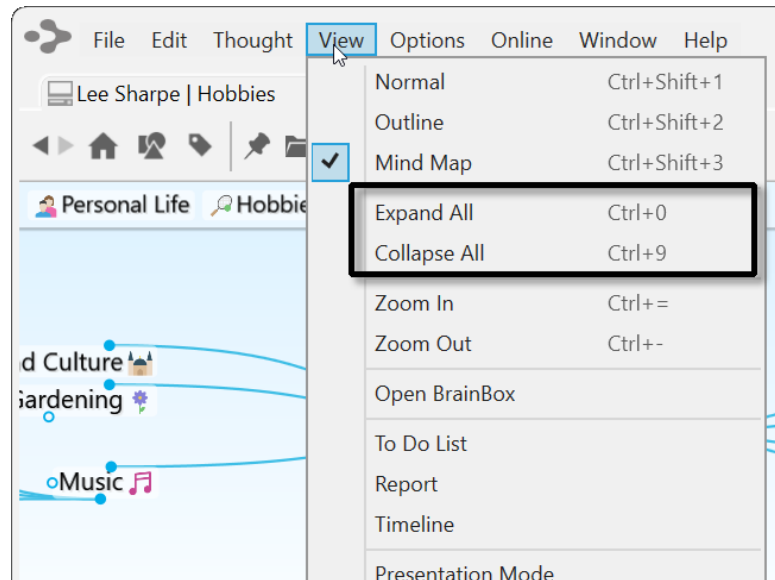 File Edit Thought View Options Online Window Help
Lee Sharpe | Hobbies
Normal Ctrl+Shift+1
Outline Ctrl+Shift+2
Mind Map Ctrl+Shift+3
Personal Life Hobbie
Expand All Ctrl+0
Collapse All Ctrl+9
Zoom In Ctrl+=
Zoom Out Ctrl+-
d Culture
Gardening
Open BrainBox
To Do List
Music
Report
Timeline
Presentation Mode